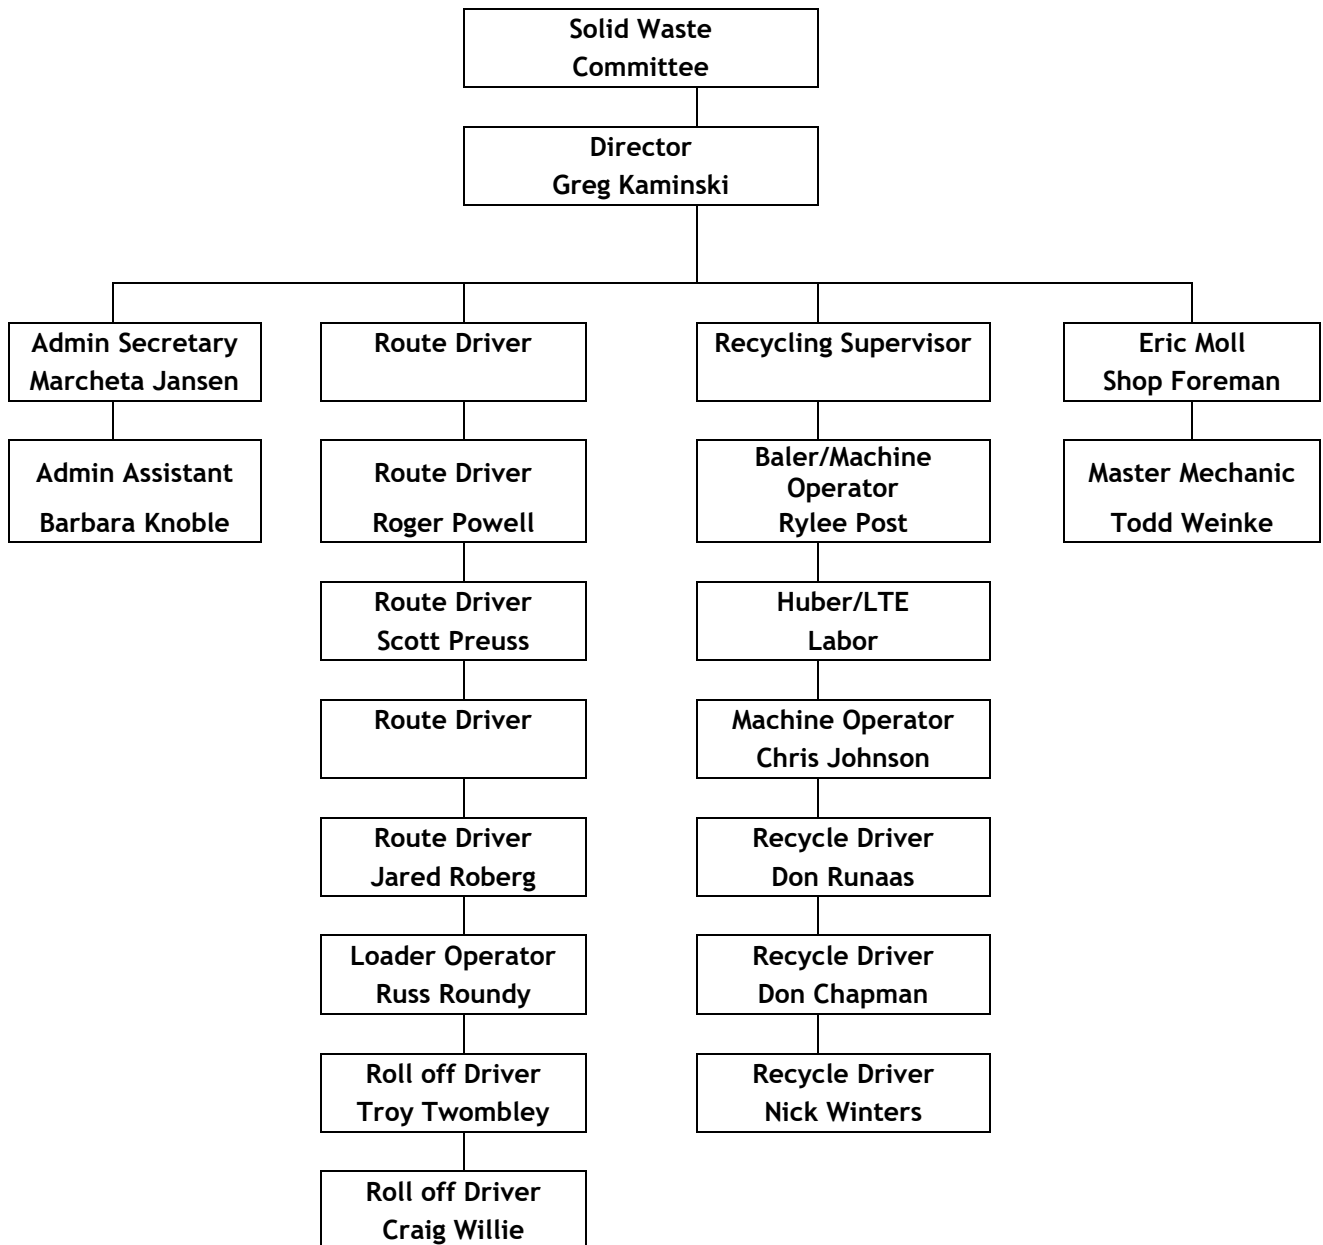 Solid Waste
Committee
Director
Greg Kaminski
Admin Secretary
Marcheta Jansen
Route Driver
Recycling Supervisor
Eric Moll
Shop Foreman
Admin Assistant
Barbara Knoble
Route Driver
Roger Powell
Baler/Machine
Operator
Rylee Post
Master Mechanic
Todd Weinke
Route Driver
Scott Preuss
Huber/LTE
Labor
Route Driver
Machine Operator
Chris Johnson
Route Driver
Jared Roberg
Recycle Driver
Don Runaas
Loader Operator
Russ Roundy
Recycle Driver
Don Chapman
Roll off Driver
Troy Twombley
Recycle Driver
Nick Winters
Roll off Driver
Craig Willie